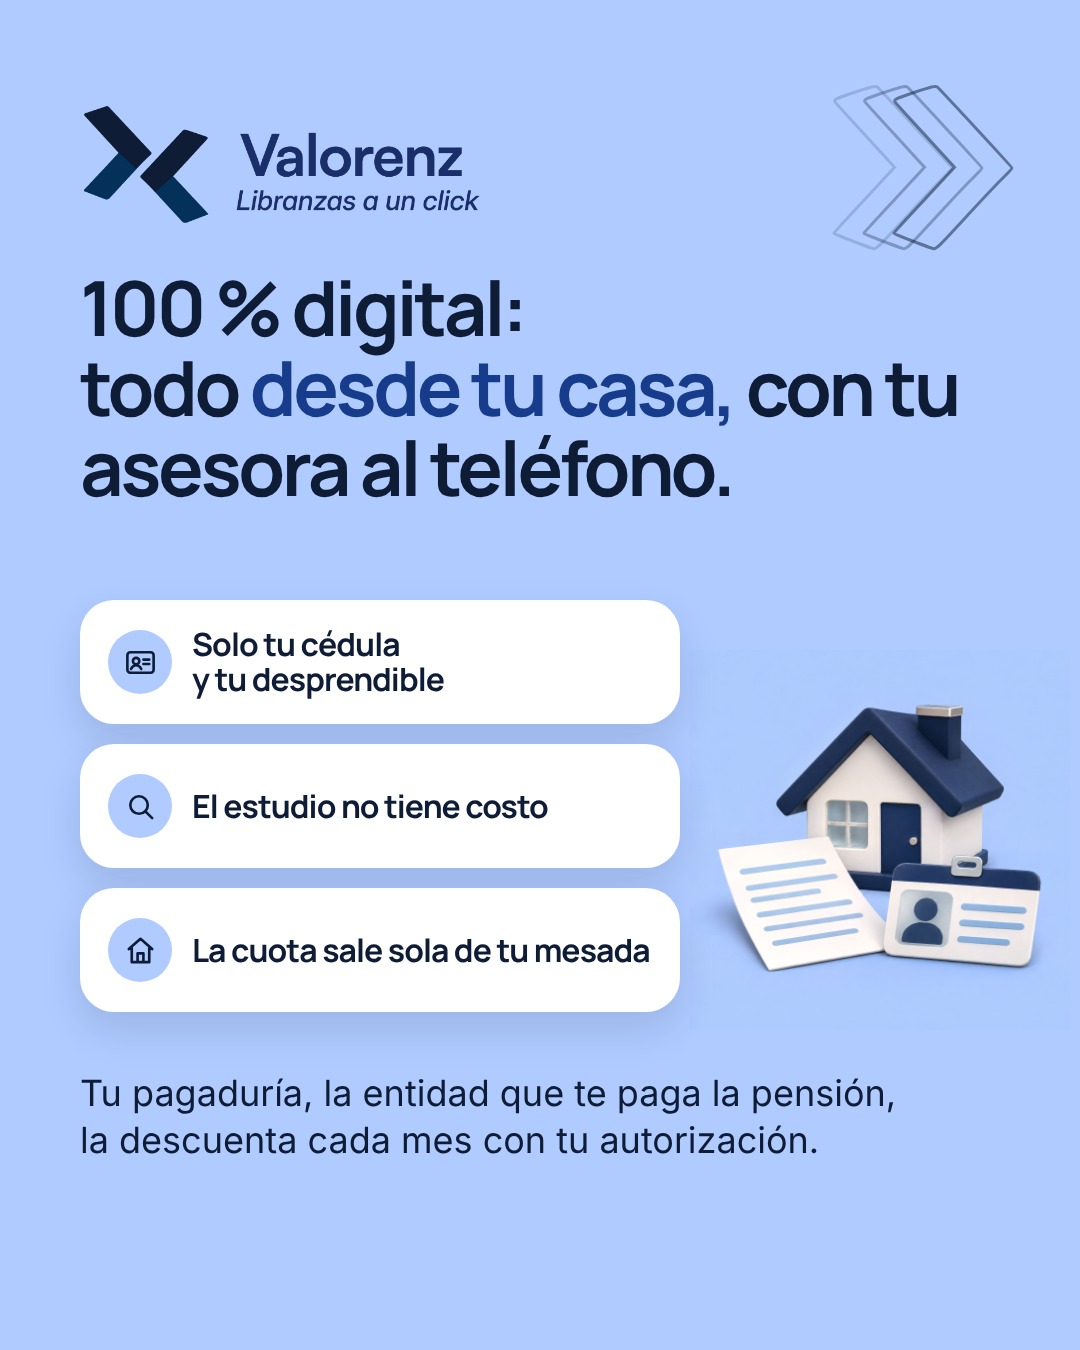 Valorenz
Libranzas a un click
100 % digital:
todo desde tu casa, con tu
asesora al teléfono.
Solo tu cédula
y tu desprendible
El estudio no tiene costo
La cuota sale sola de tu mesada
Tu pagaduría, la entidad que te paga la pensión,
la descuenta cada mes con tu autorización.